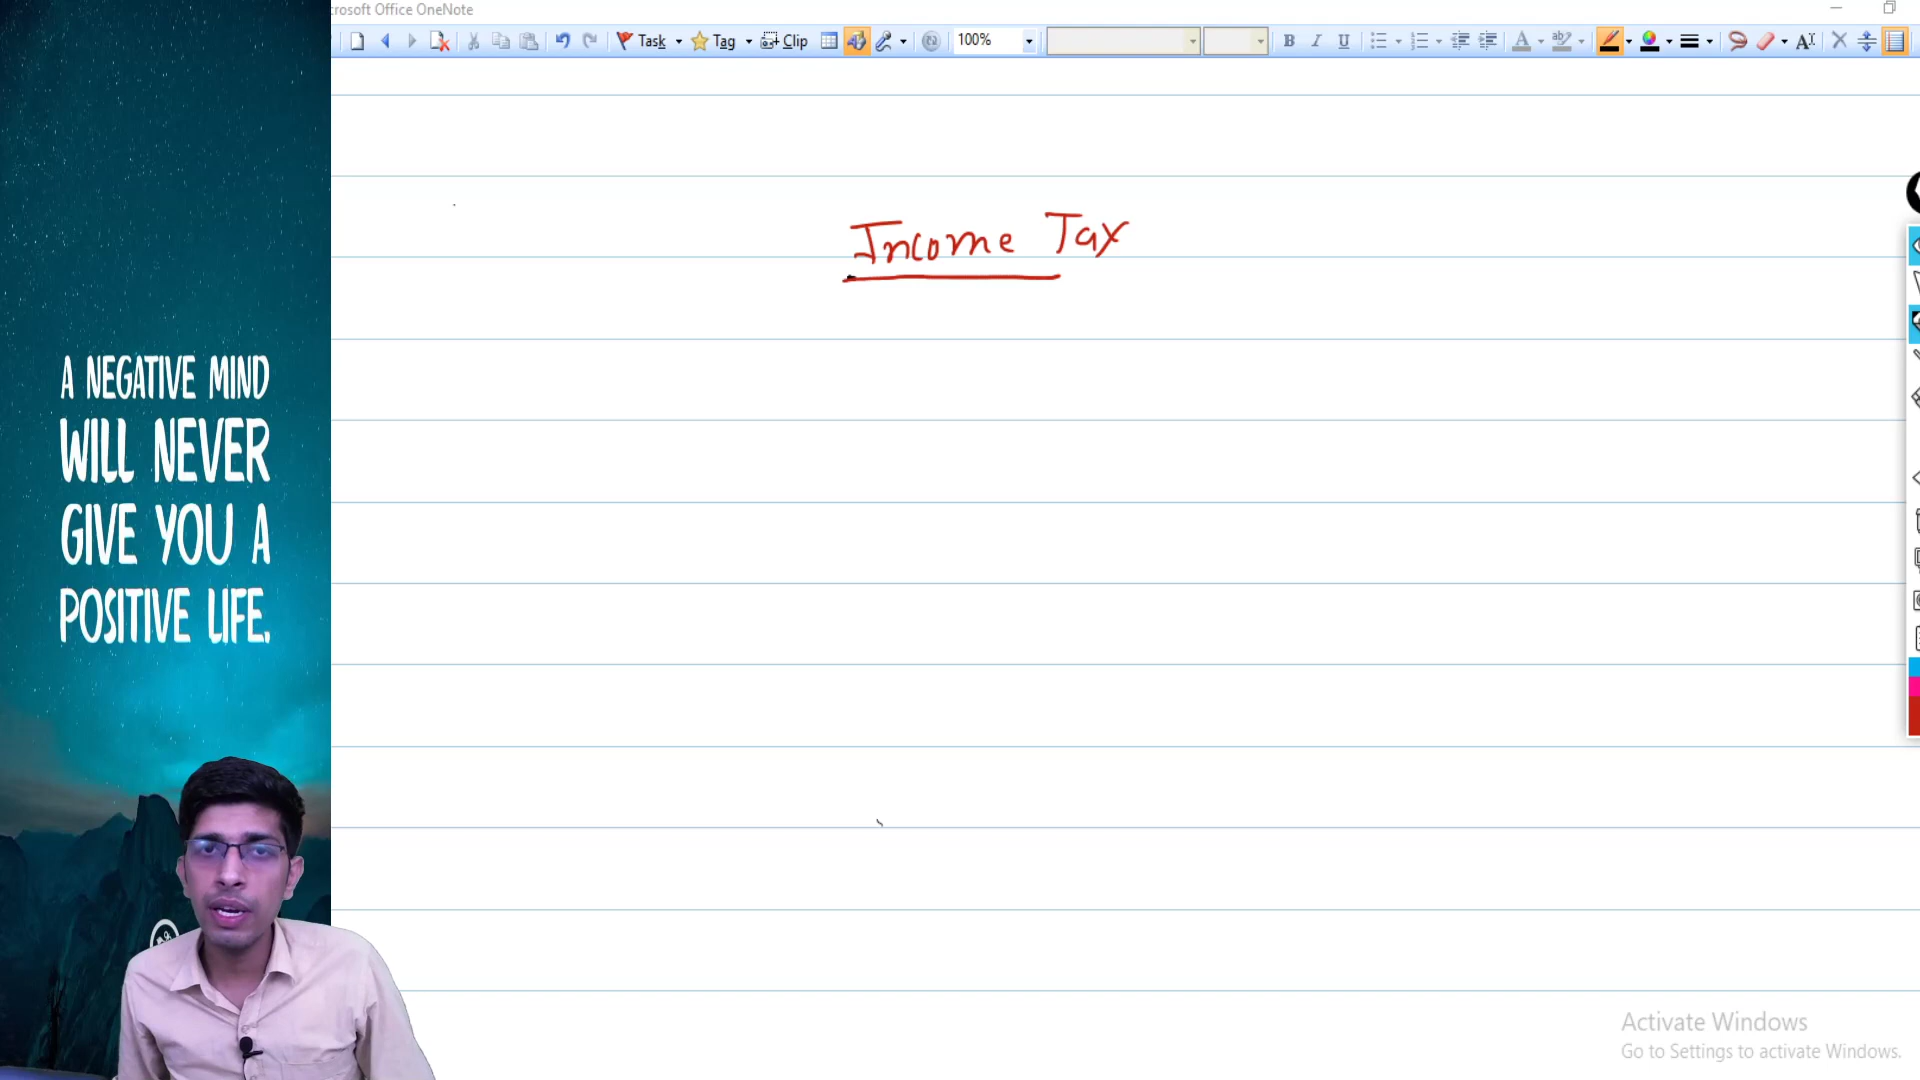 crosoft Office OneNote
Task Tag Clip 100% B I U
Income Tax
A NEGATIVE MIND
WILL NEVER
GIVE YOU A
POSITIVE LIFE.
Activate Windows
Go to Settings to activate Windows.